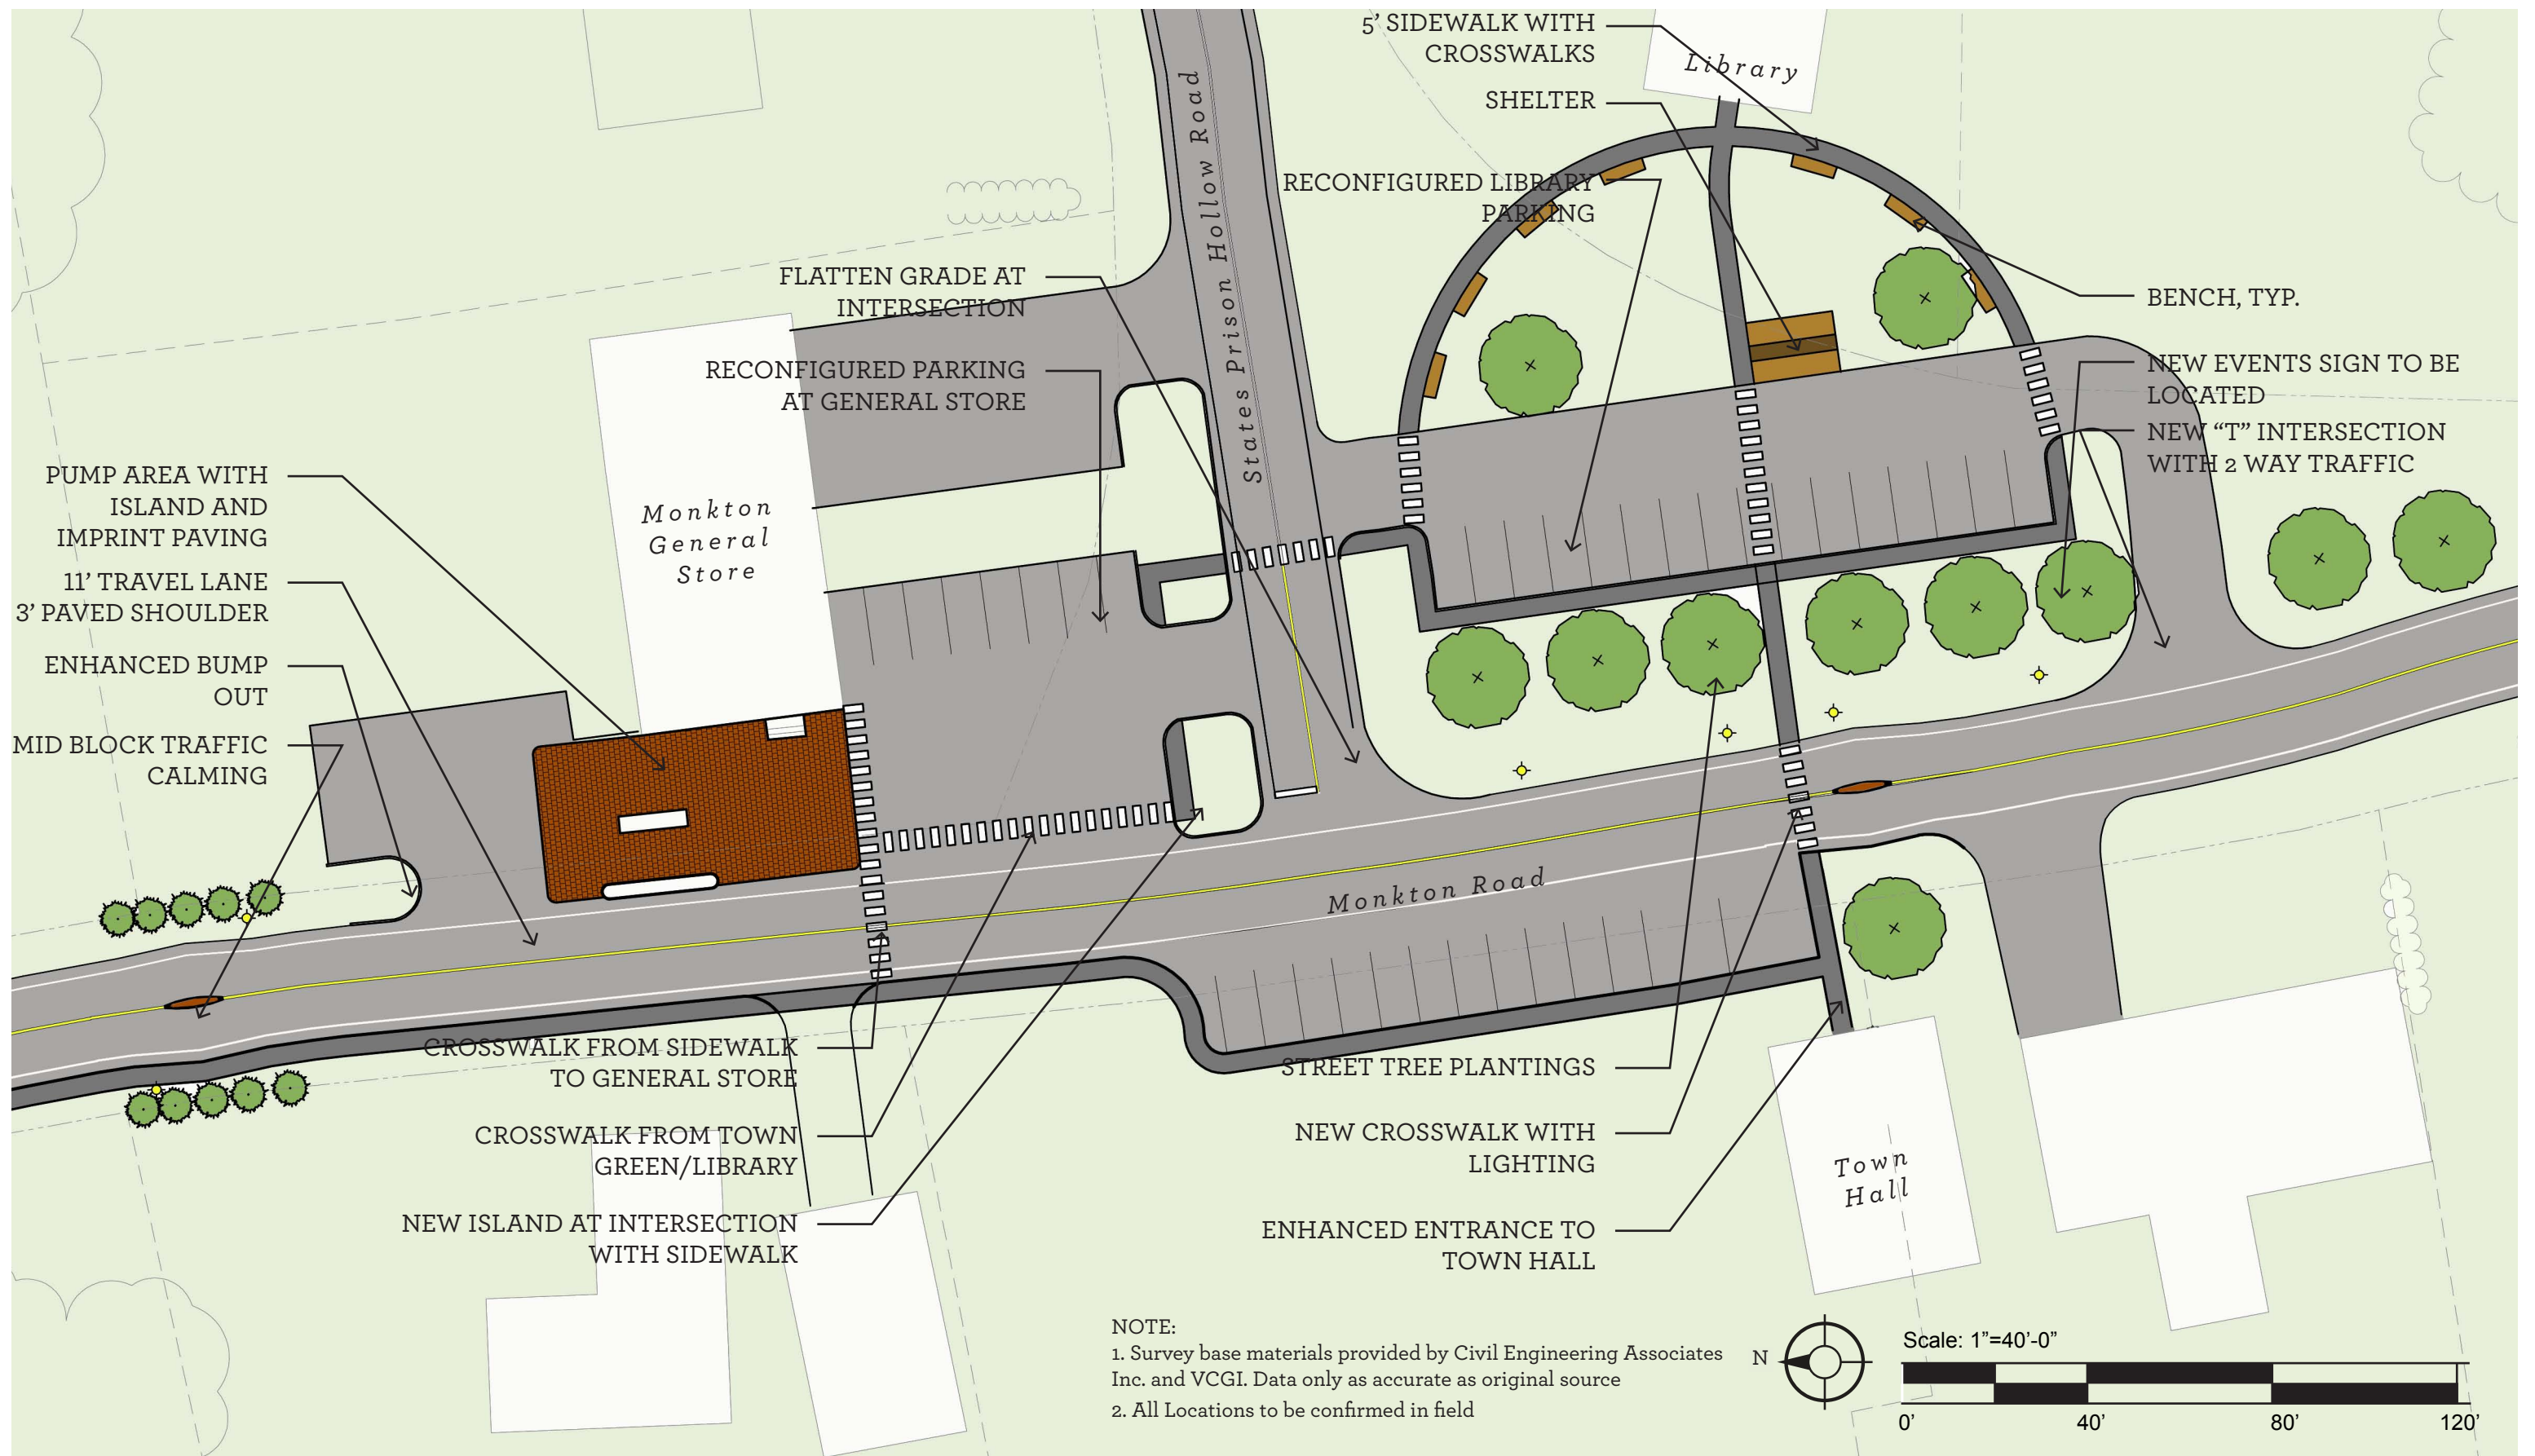 5’ SIDEWALK WITH
CROSSWALKS
Library
SHELTER
RECONFIGURED LIBRARY
PARKING
States Prison Hollow Road
FLATTEN GRADE AT
INTERSECTION
BENCH, TYP.
RECONFIGURED PARKING
AT GENERAL STORE
NEW EVENTS SIGN TO BE
LOCATED
NEW “T” INTERSECTION
WITH 2 WAY TRAFFIC
PUMP AREA WITH
ISLAND AND
IMPRINT PAVING
Monkton
General
Store
11’ TRAVEL LANE
3’ PAVED SHOULDER
ENHANCED BUMP
OUT
MID BLOCK TRAFFIC
CALMING
Monkton Road
CROSSWALK FROM SIDEWALK
TO GENERAL STORE
STREET TREE PLANTINGS
CROSSWALK FROM TOWN
GREEN/LIBRARY
NEW CROSSWALK WITH
LIGHTING
Town
Hall
NEW ISLAND AT INTERSECTION
WITH SIDEWALK
ENHANCED ENTRANCE TO
TOWN HALL
NOTE:
1. Survey base materials provided by Civil Engineering Associates
Inc. and VCGI. Data only as accurate as original source
2. All Locations to be confirmed in field
N
Scale: 1”=40’-0”
0’ 40’ 80’ 120’